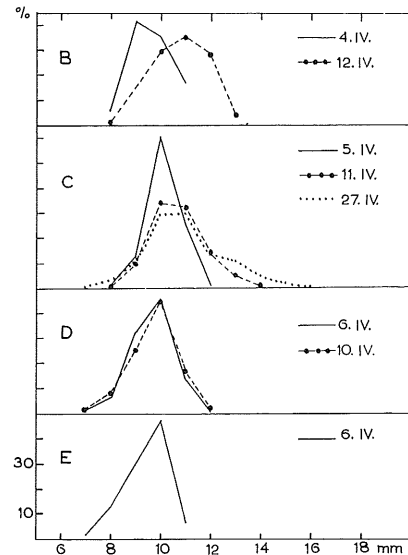 %
B
4. IV.
12. IV.
C
5. IV.
11. IV.
27. IV.
D
6. IV.
10. IV.
E
6. IV.
30
10
6 8 10 12 14 16 18 mm